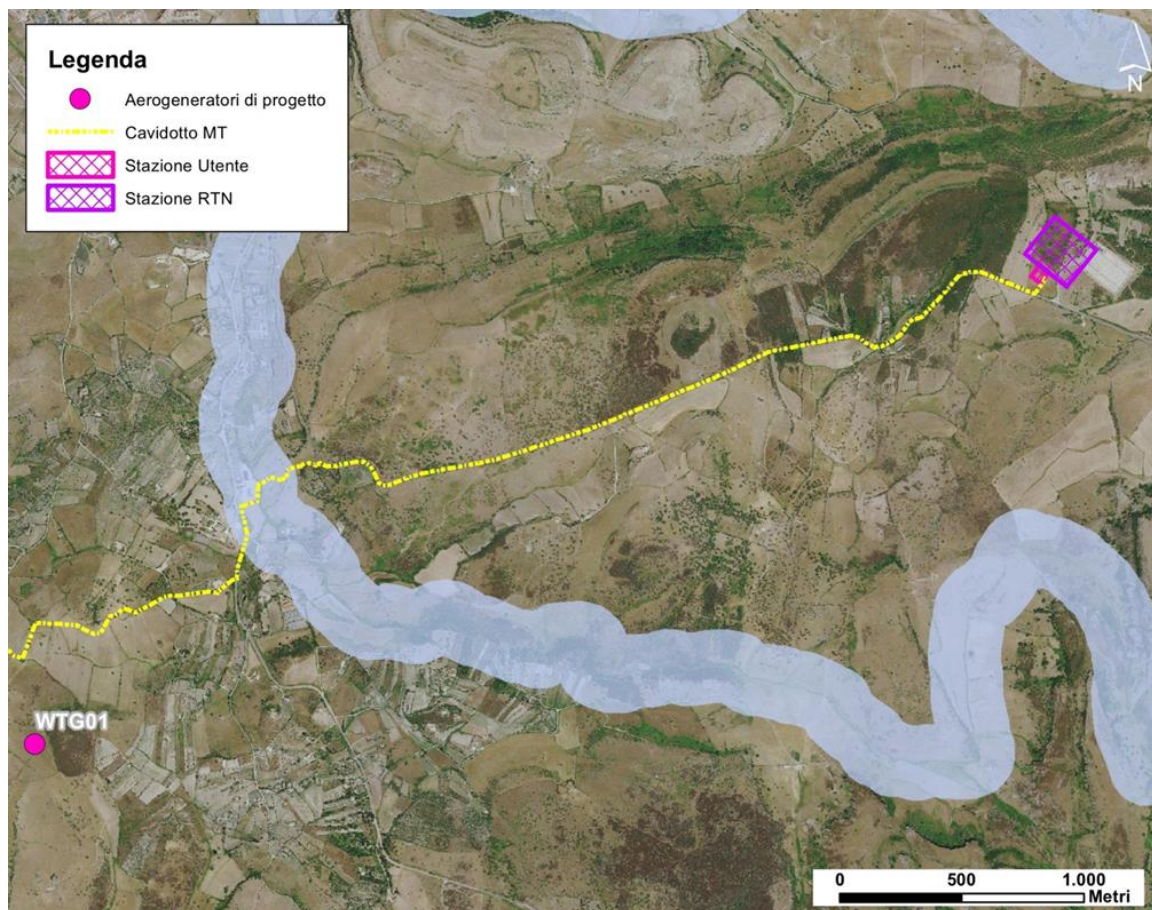 Legenda
Aerogeneratori di progetto
Cavidotto MT
Stazione Utente
Stazione RTN
N
WTG01
0 500 1.000
Metri